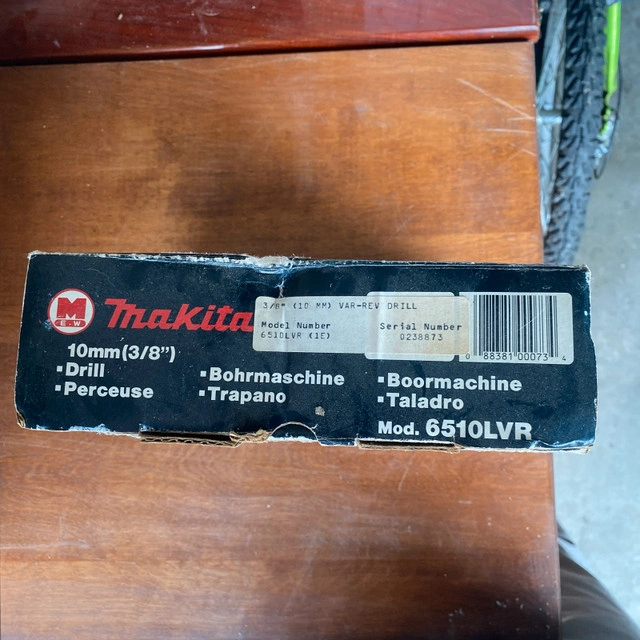 M
E.W
makita
3/8" (10 MM) VAR-REV DRILL
Model Number
6510LVR (1E)
Serial Number
0238873
0 88381 00073 4
10mm(3/8")
▪Drill
▪Perceuse
▪Bohrmaschine
▪Trapano
▪Boormachine
▪Taladro
Mod. 6510LVR